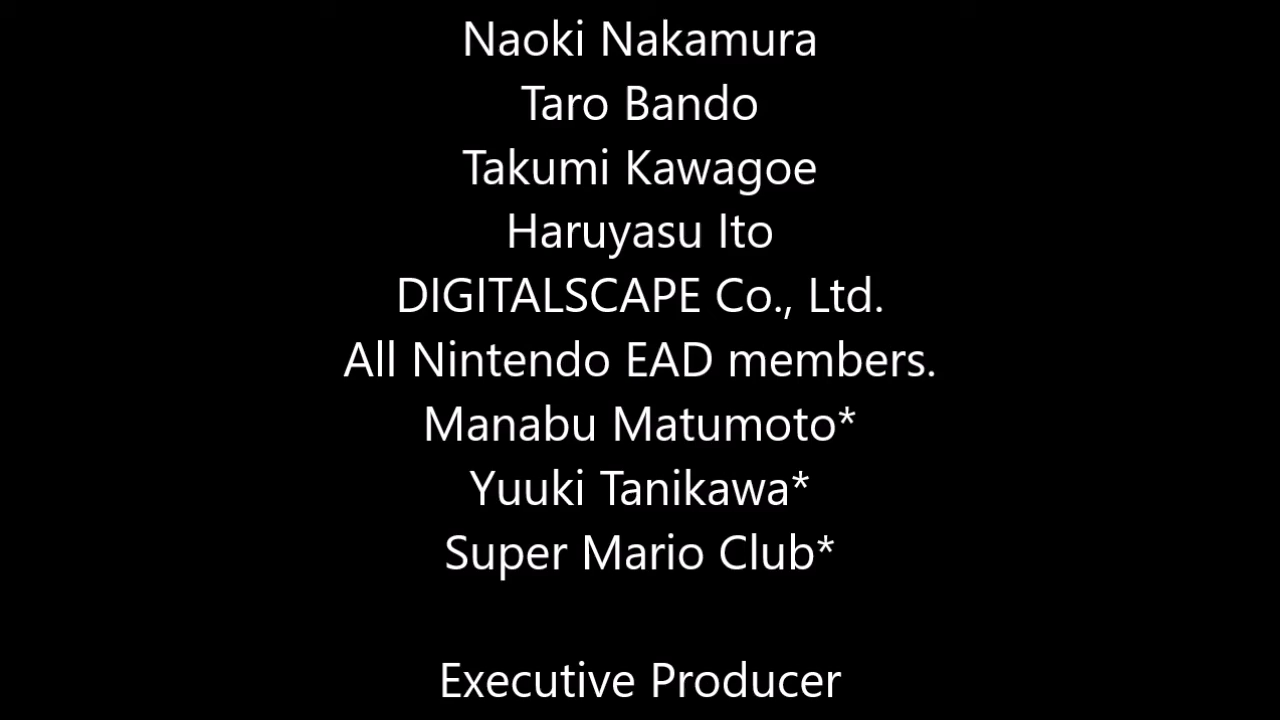 Naoki Nakamura
Taro Bando
Takumi Kawagoe
Haruyasu Ito
DIGITALSCAPE Co., Ltd.
All Nintendo EAD members.
Manabu Matumoto*
Yuuki Tanikawa*
Super Mario Club*
Executive Producer